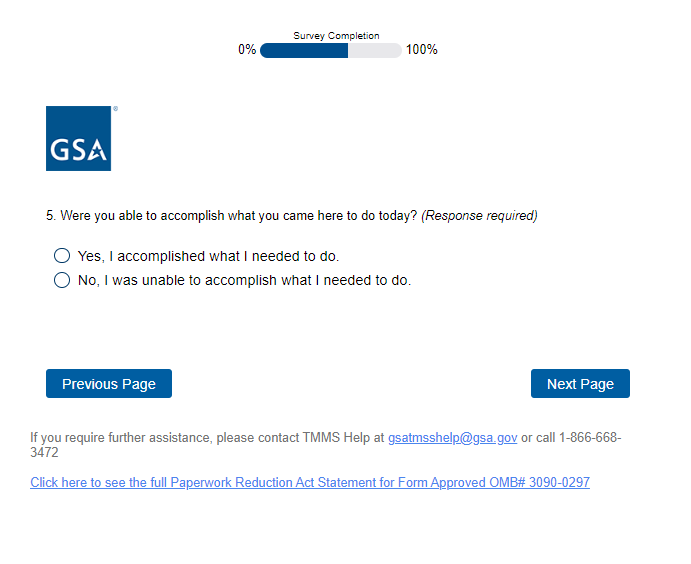 Survey Completion
0% 100%
®
GSA
5. Were you able to accomplish what you came here to do today? (Response required)
Yes, I accomplished what I needed to do.
No, I was unable to accomplish what I needed to do.
Previous Page Next Page
If you require further assistance, please contact TMMS Help at gsatmsshelp@gsa.gov or call 1-866-668-
3472
Click here to see the full Paperwork Reduction Act Statement for Form Approved OMB# 3090-0297